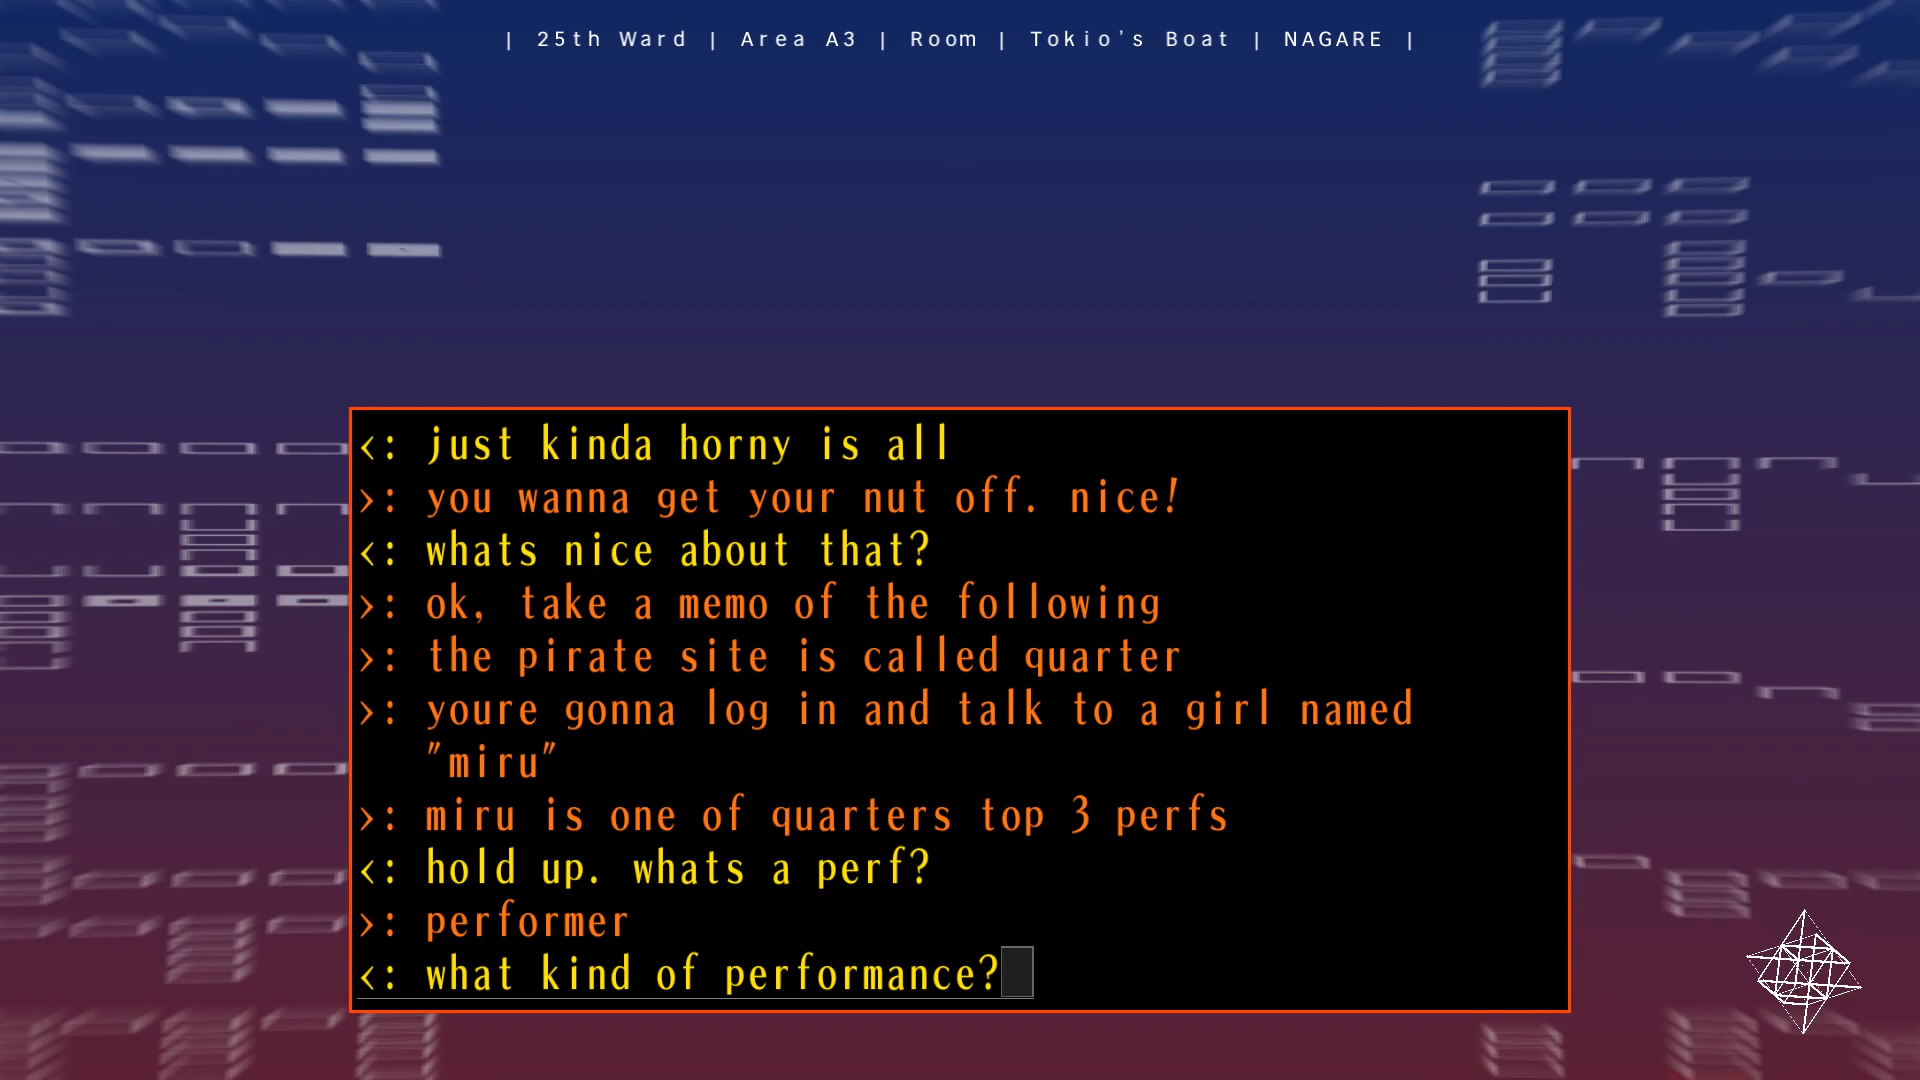 | 25th Ward | Area A3 | Room | Tokio's Boat | NAGARE |
<: just kinda horny is all
>: you wanna get your nut off. nice!
<: whats nice about that?
>: ok, take a memo of the following
>: the pirate site is called quarter
>: youre gonna log in and talk to a girl named
"miru"
>: miru is one of quarters top 3 perfs
<: hold up. whats a perf?
>: performer
<: what kind of performance?